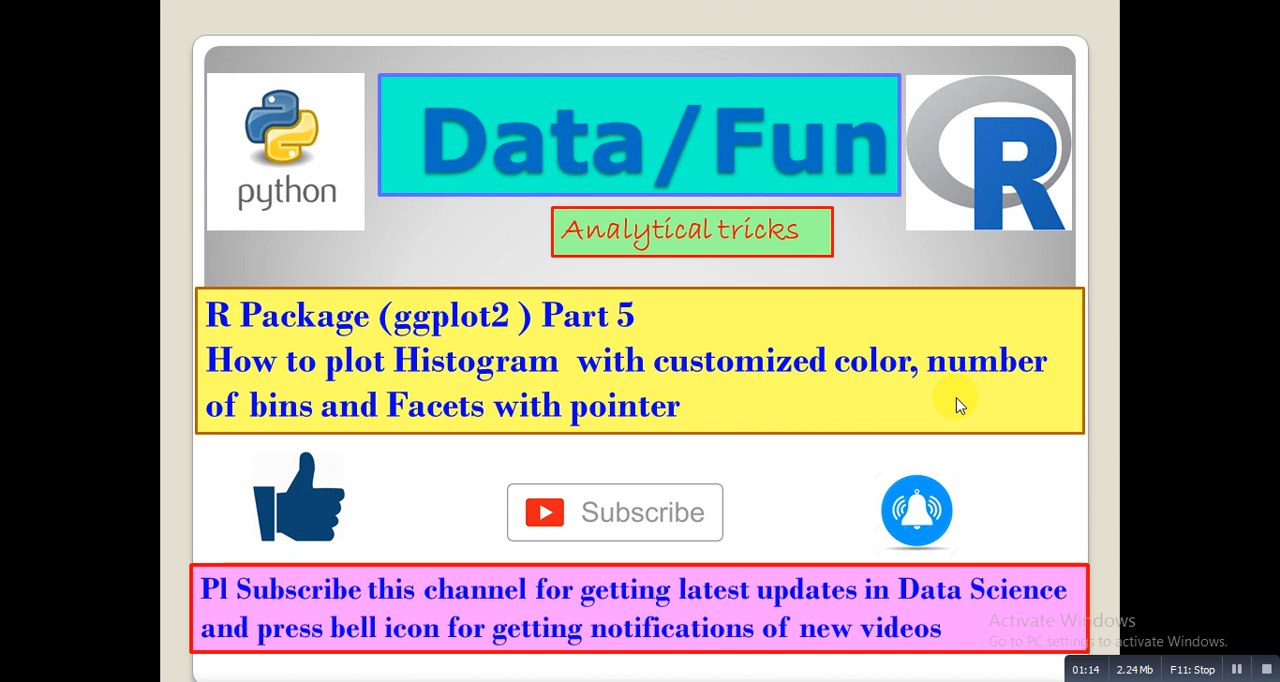 python
Data/Fun
R
Analytical tricks
R Package (ggplot2 ) Part 5
How to plot Histogram with customized color, number
of bins and Facets with pointer
Subscribe
Pl Subscribe this channel for getting latest updates in Data Science
and press bell icon for getting notifications of new videos
Activate Windows
Go to PC settings to activate Windows.
01:14 2.24 Mb F11: Stop